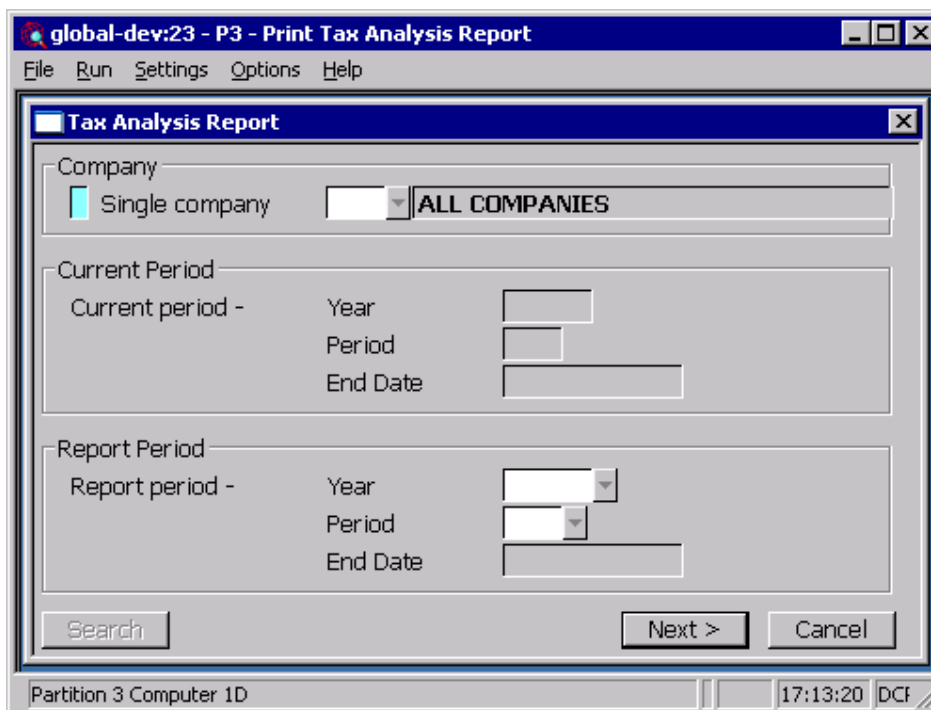 global-dev:23 - P3 - Print Tax Analysis Report
File Run Settings Options Help
Tax Analysis Report
Company
Single company ALL COMPANIES
Current Period
Current period - Year
Period
End Date
Report Period
Report period - Year
Period
End Date
Search Next > Cancel
Partition 3 Computer 1D 17:13:20